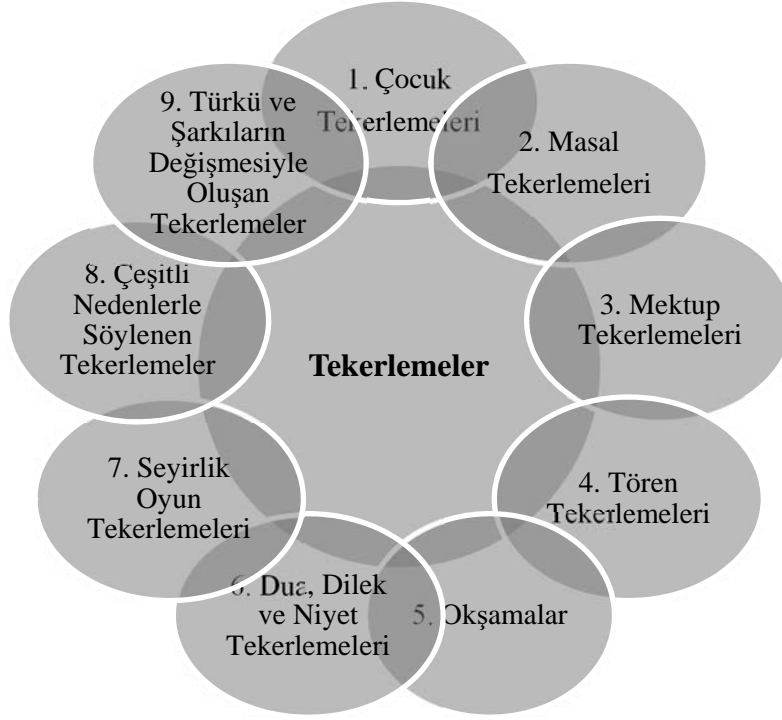 1. Çocuk
Tekerlemeleri
2. Masal
Tekerlemeleri
3. Mektup
Tekerlemeleri
4. Tören
Tekerlemeleri
5. Okşamalar
6. Dua, Dilek
ve Niyet
Tekerlemeleri
7. Seyirlik
Oyun
Tekerlemeleri
8. Çeşitli
Nedenlerle
Söylenen
Tekerlemeler
9. Türkü ve
Şarkıların
Değişmesiyle
Oluşan
Tekerlemeler
Tekerlemeler